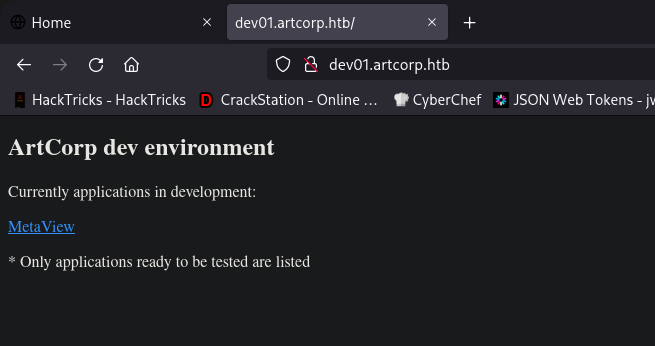 Home
dev01.artcorp.htb/
dev01.artcorp.htb
HackTricks - HackTricks CrackStation - Online ... CyberChef JSON Web Tokens - jw
ArtCorp dev environment
Currently applications in development:
MetaView
* Only applications ready to be tested are listed